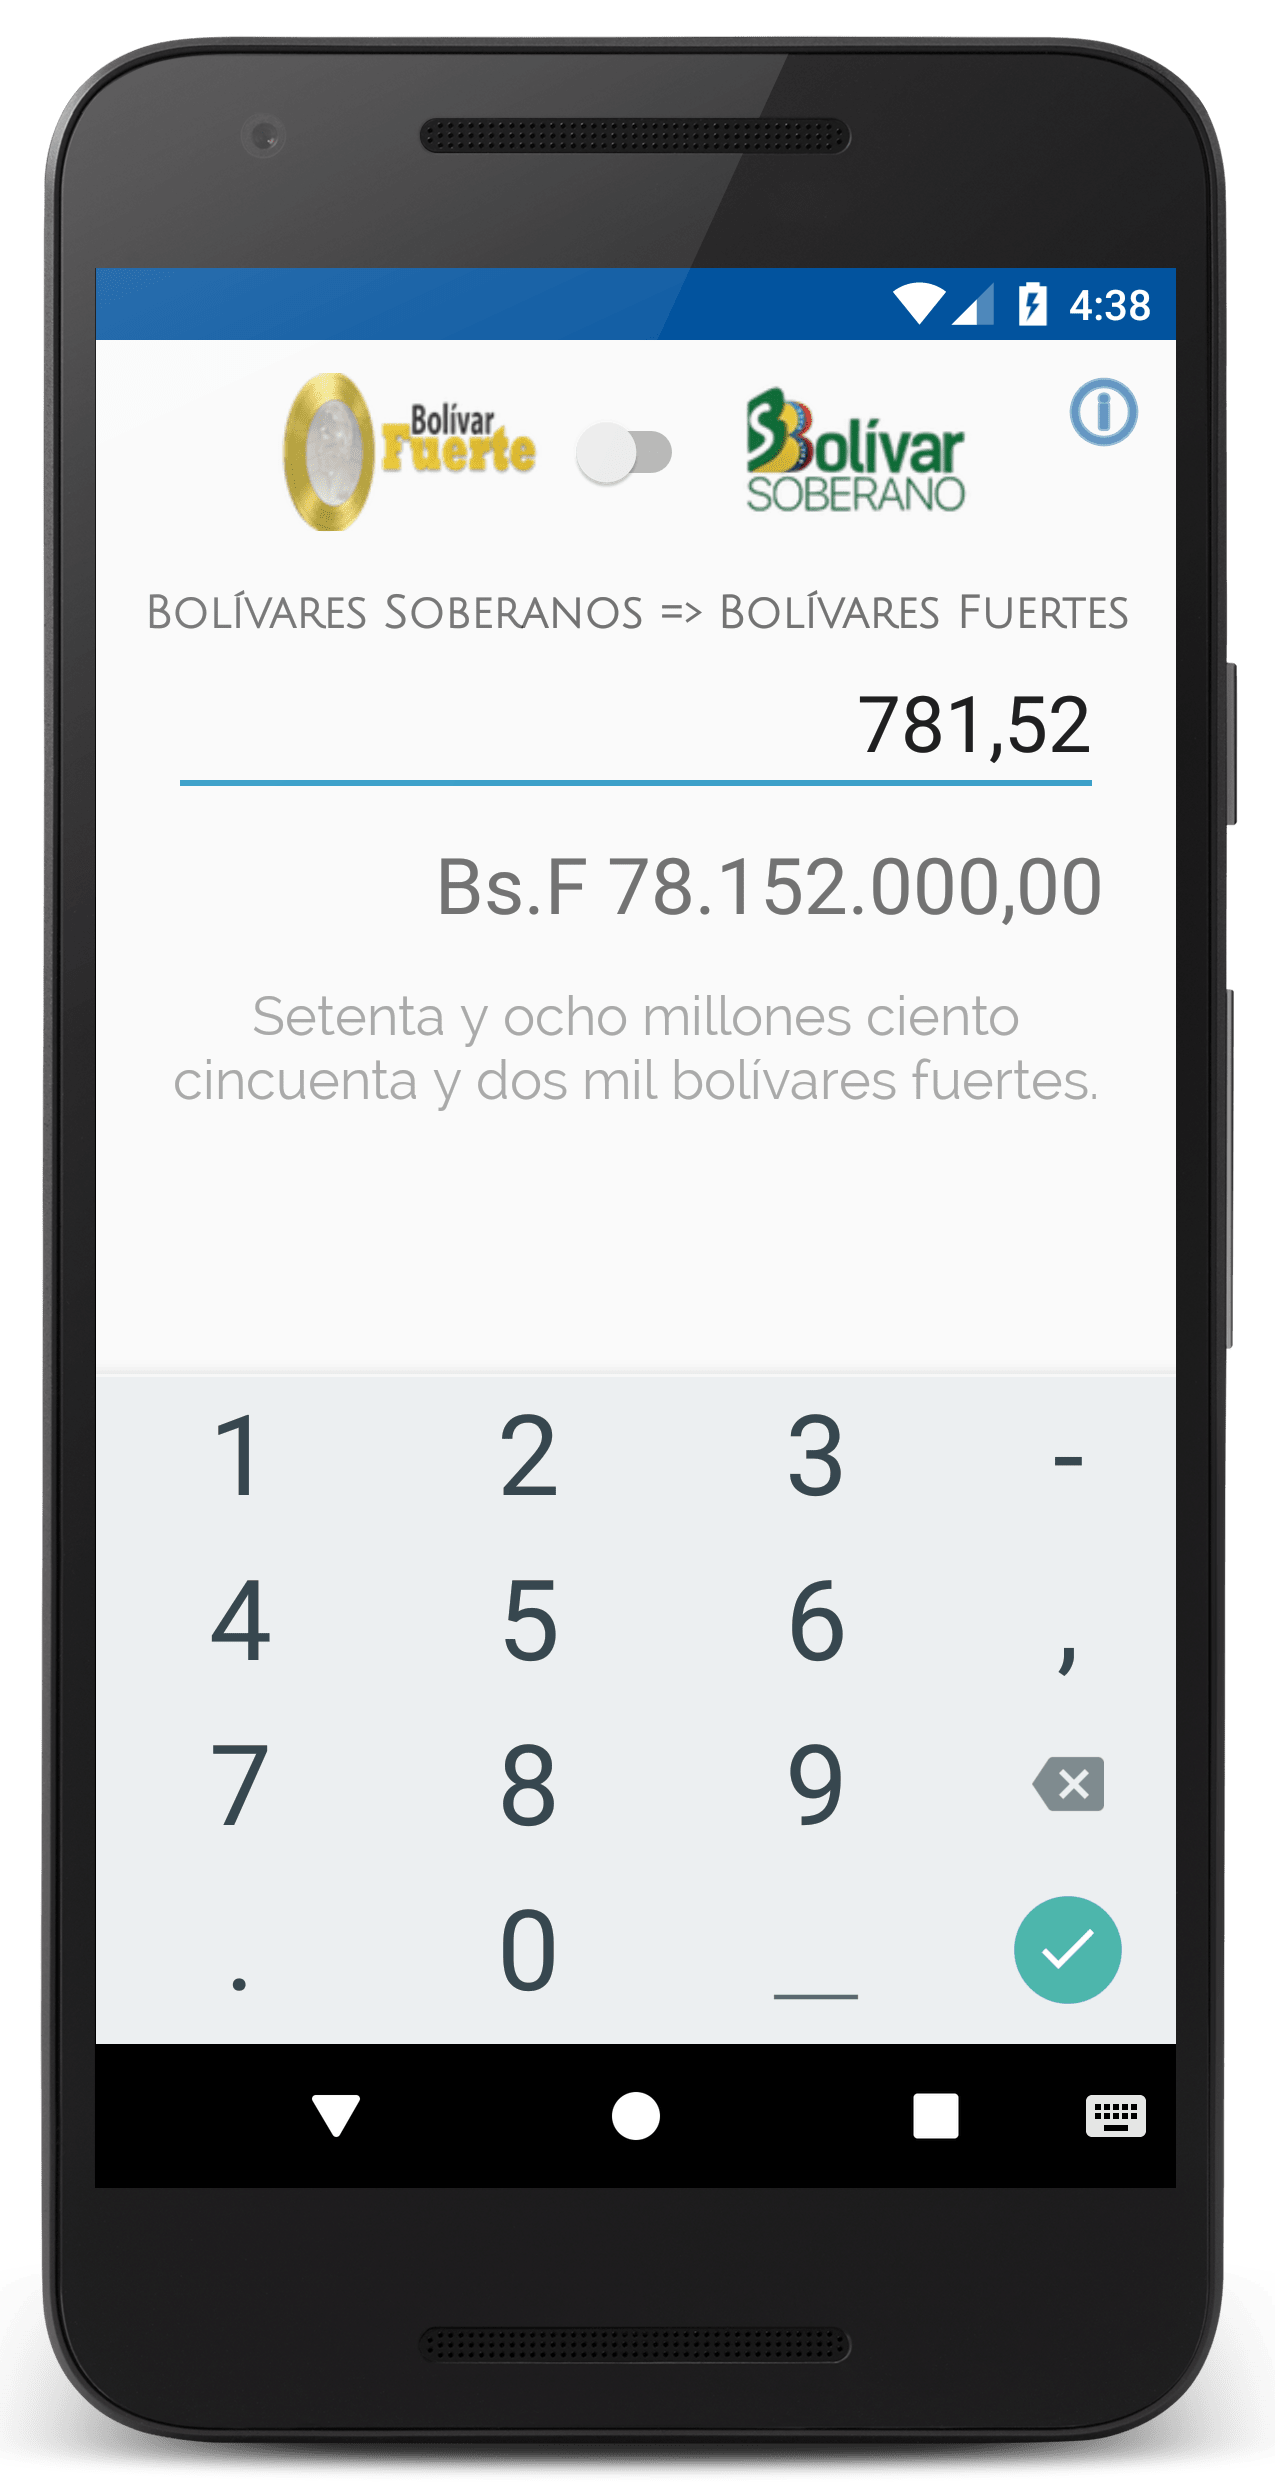 4:38
Bolívar
Fuerte
Bolívar
SOBERANO
Bolívares Soberanos => Bolívares Fuertes
781,52
Bs.F 78.152.000,00
Setenta y ocho millones ciento
cincuenta y dos mil bolívares fuertes.
1 2 3 -
4 5 6 ,
7 8 9
. 0 _